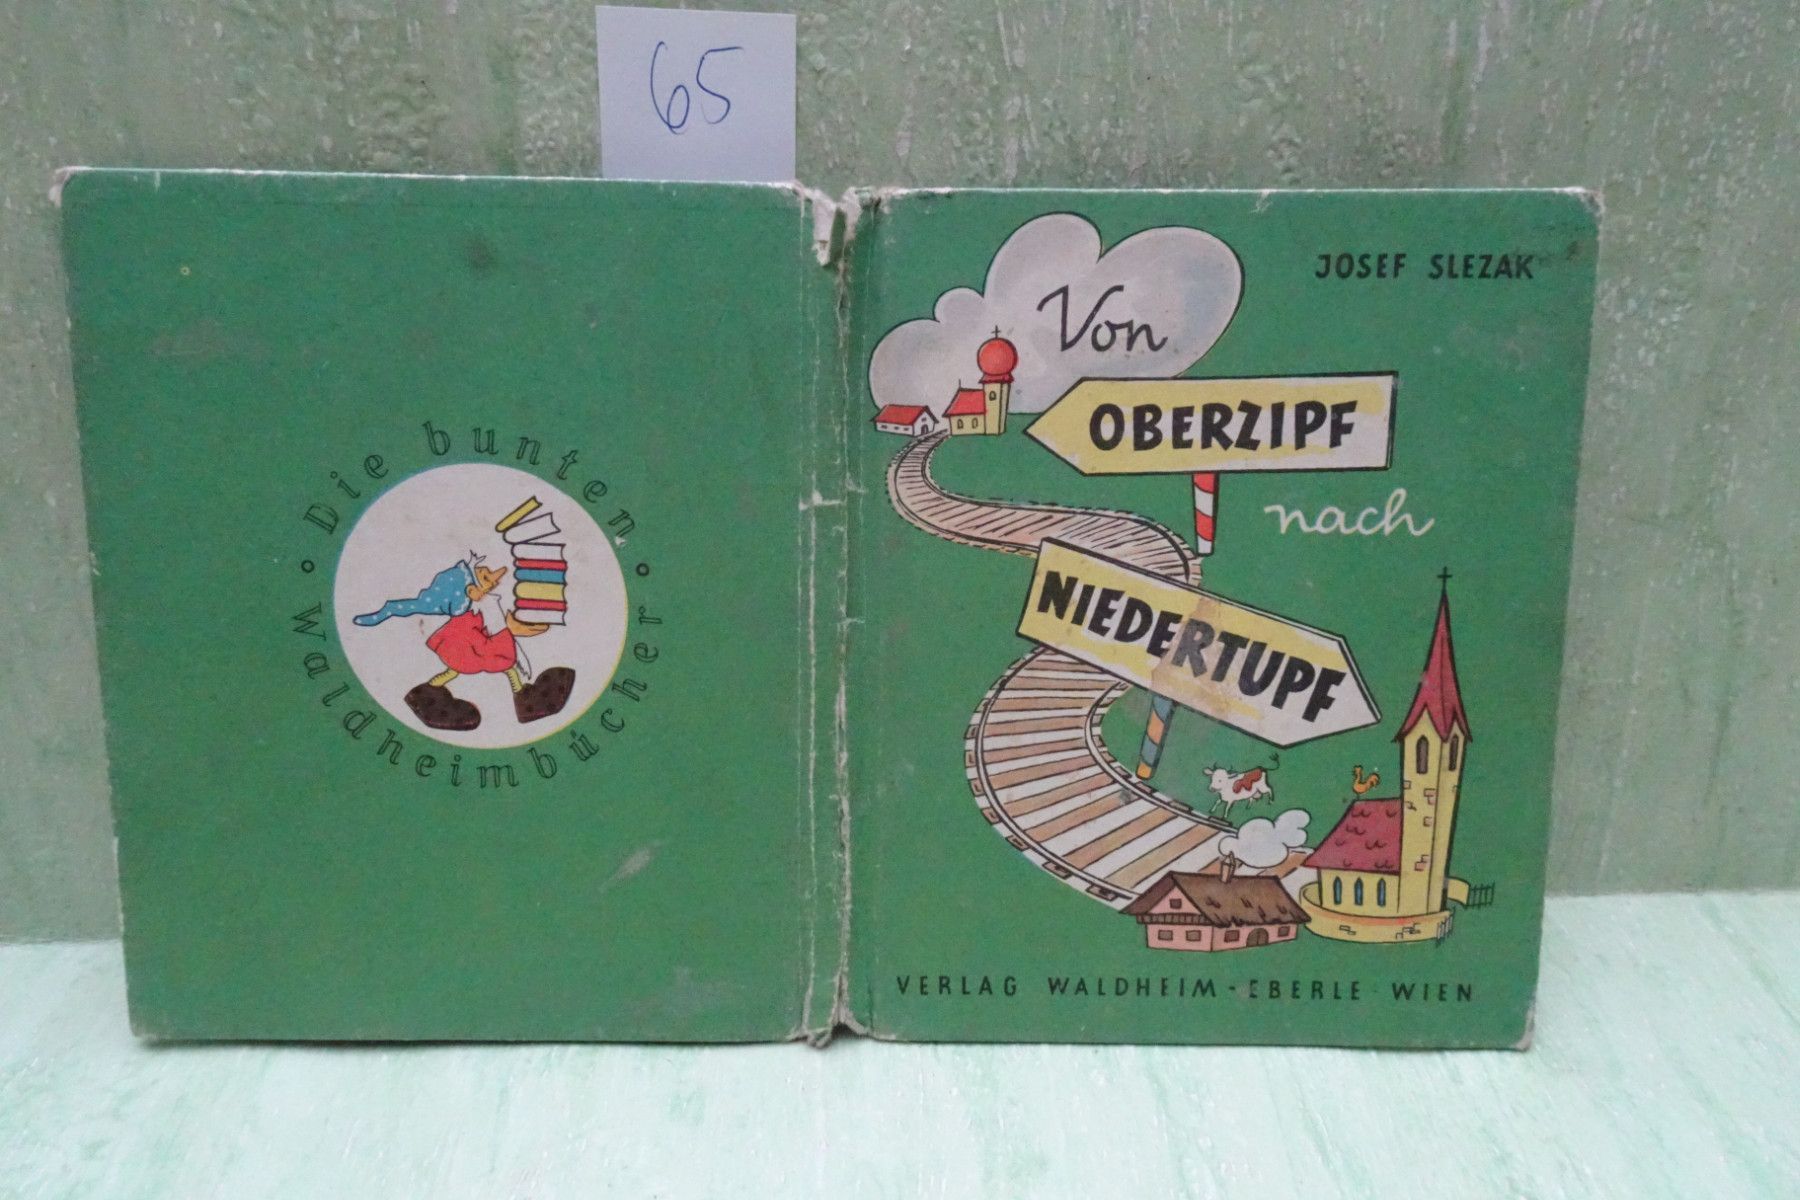 65
Die bunten
Waldheimbücher
JOSEF SLEZAK
Von
OBERZIPF
nach
NIEDERTUPF
VERLAG WALDHEIM-EBERLE WIEN